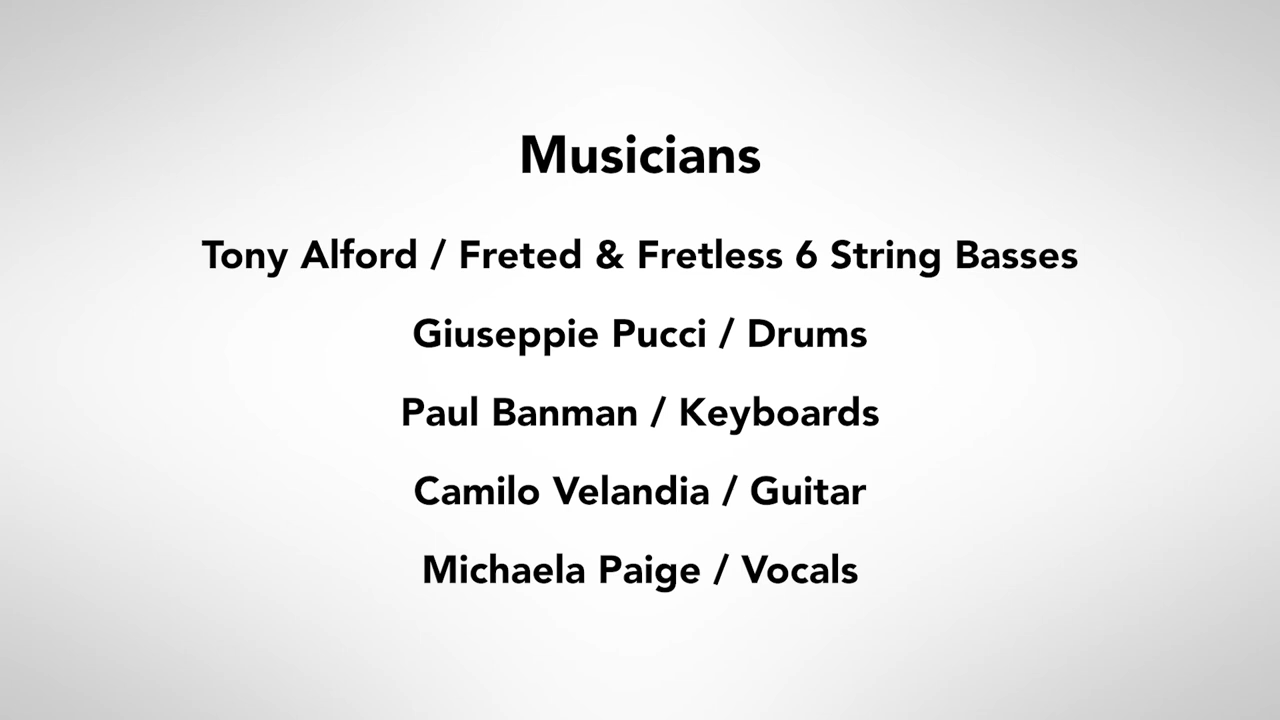 Musicians
Tony Alford / Freted & Fretless 6 String Basses
Giuseppie Pucci / Drums
Paul Banman / Keyboards
Camilo Velandia / Guitar
Michaela Paige / Vocals